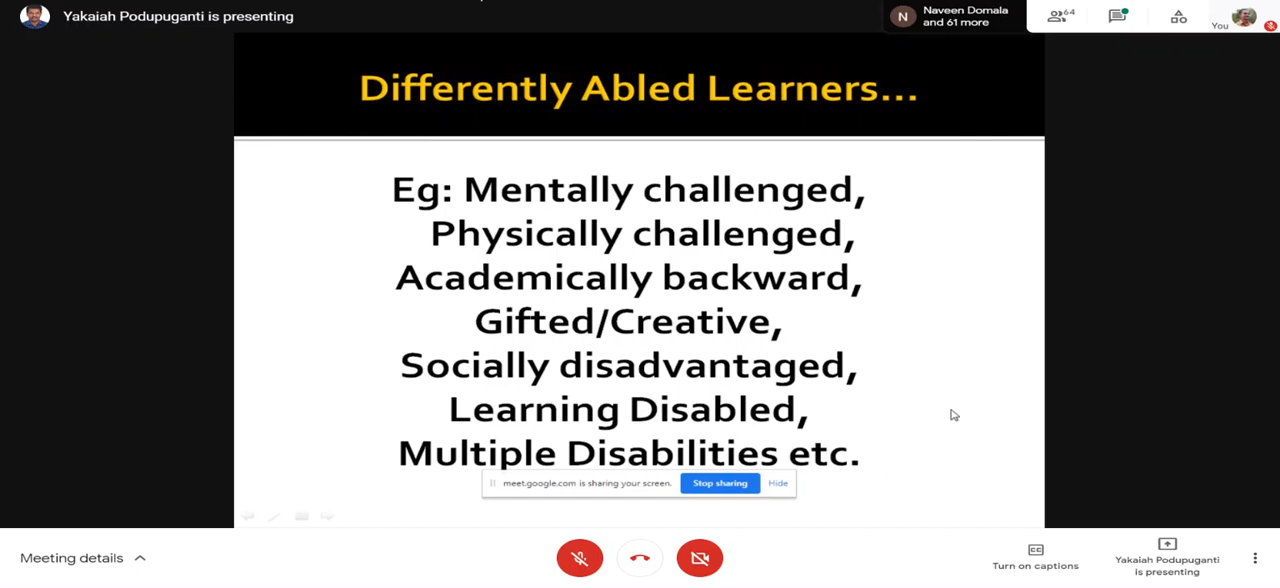 Yakaiah Podupuganti is presenting
N
Naveen Domala
and 61 more
64
You
Differently Abled Learners...
Eg: Mentally challenged,
Physically challenged,
Academically backward,
Gifted/Creative,
Socially disadvantaged,
Learning Disabled,
Multiple Disabilities etc.
meet.google.com is sharing your screen.
Stop sharing
Hide
Meeting details
CC
Turn on captions
Yakaiah Podupuganti
is presenting